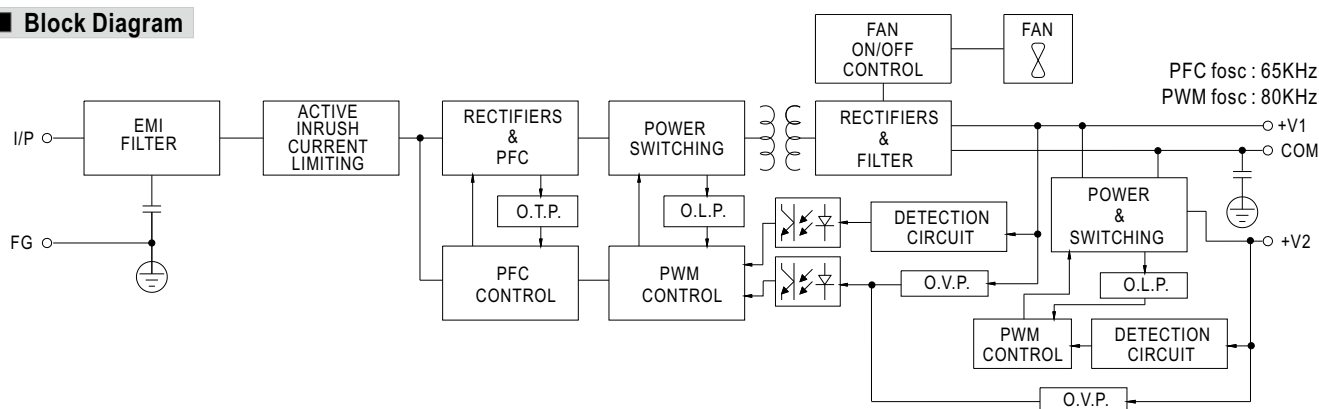 Block Diagram
FAN
ON/OFF
CONTROL
FAN
PFC fosc : 65KHz
PWM fosc : 80KHz
I/P
EMI
FILTER
ACTIVE
INRUSH
CURRENT
LIMITING
RECTIFIERS
&
PFC
POWER
SWITCHING
RECTIFIERS
&
FILTER
+V1
COM
O.T.P.
O.L.P.
DETECTION
CIRCUIT
POWER
&
SWITCHING
FG
+V2
PFC
CONTROL
PWM
CONTROL
O.V.P.
O.L.P.
PWM
CONTROL
DETECTION
CIRCUIT
O.V.P.